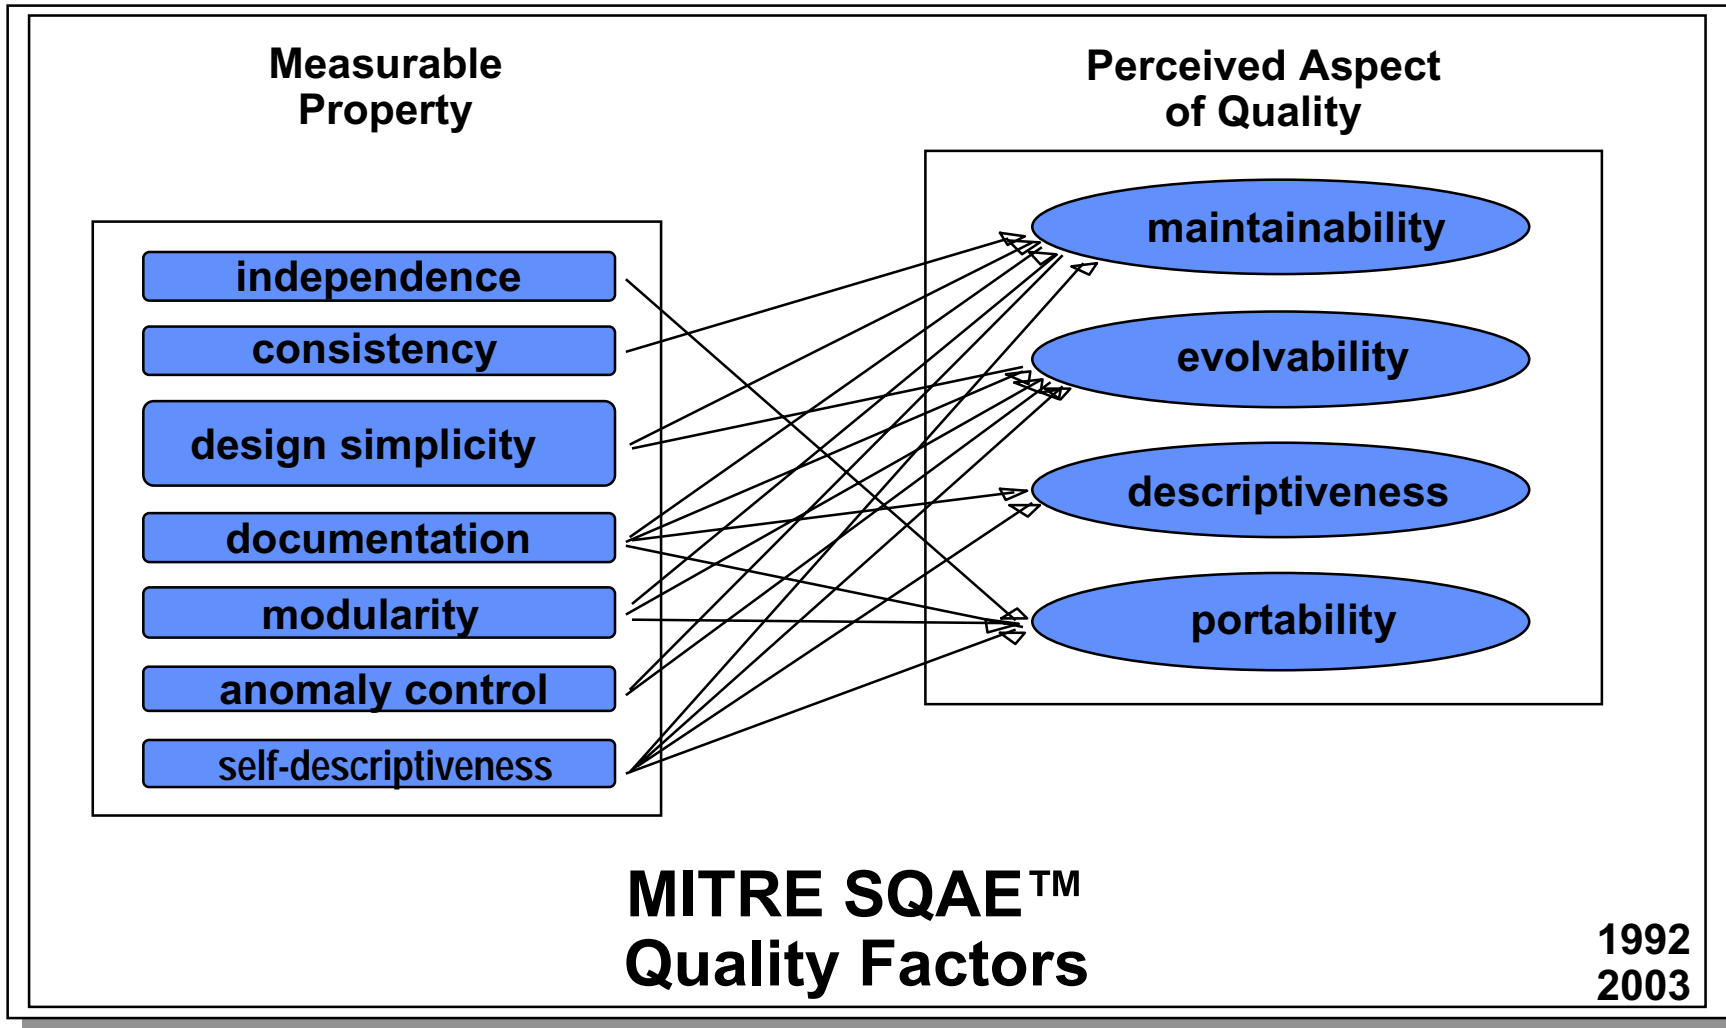 Measurable
Property
Perceived Aspect
of Quality
independence
consistency
design simplicity
documentation
modularity
anomaly control
self-descriptiveness
maintainability
evolvability
descriptiveness
portability
MITRE SQAE™
Quality Factors
1992
2003